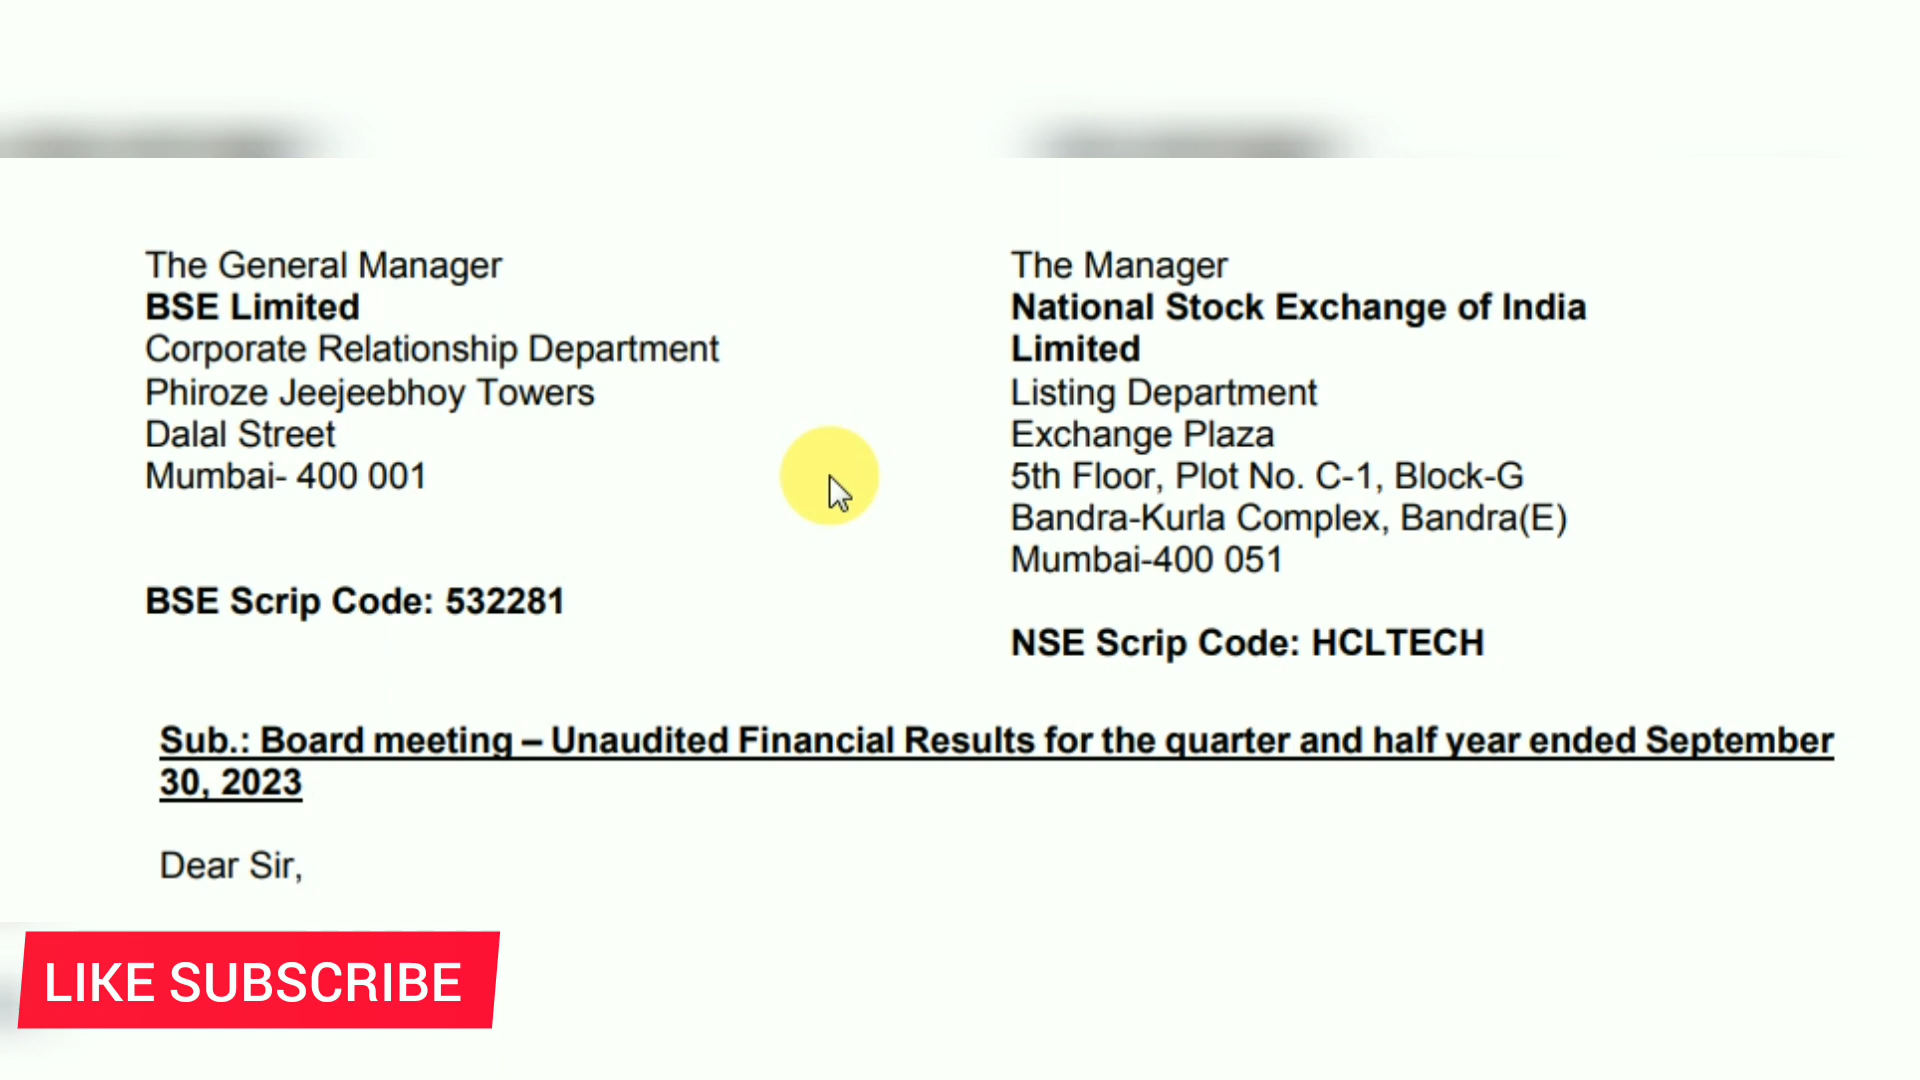 The General Manager
BSE Limited
Corporate Relationship Department
Phiroze Jeejeebhoy Towers
Dalal Street
Mumbai- 400 001
BSE Scrip Code: 532281
The Manager
National Stock Exchange of India
Limited
Listing Department
Exchange Plaza
5th Floor, Plot No. C-1, Block-G
Bandra-Kurla Complex, Bandra(E)
Mumbai-400 051
NSE Scrip Code: HCLTECH
Sub.: Board meeting – Unaudited Financial Results for the quarter and half year ended September
30, 2023
Dear Sir,
LIKE SUBSCRIBE